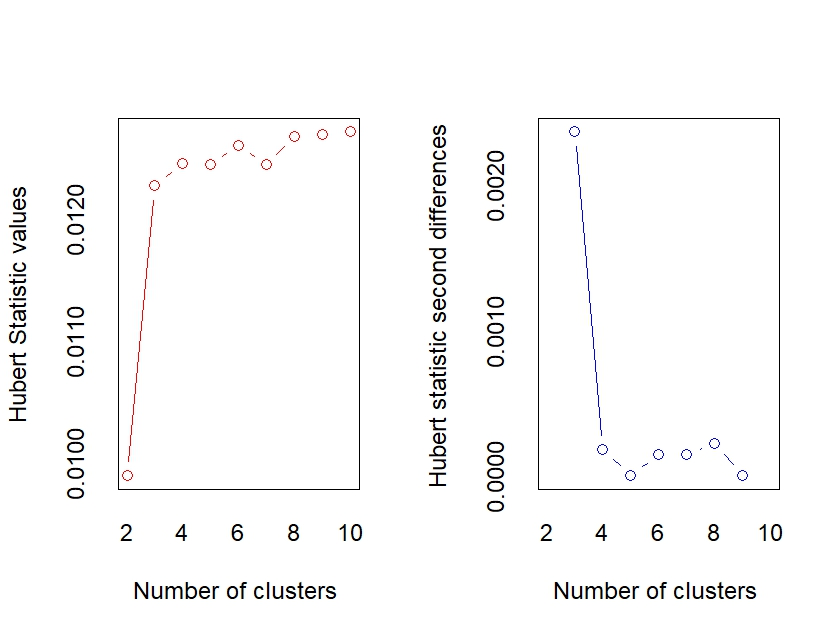 Hubert Statistic values
0.0100 0.0110 0.0120
2 4 6 8 10
Number of clusters
Hubert statistic second differences
0.0000 0.0010 0.0020
2 4 6 8 10
Number of clusters